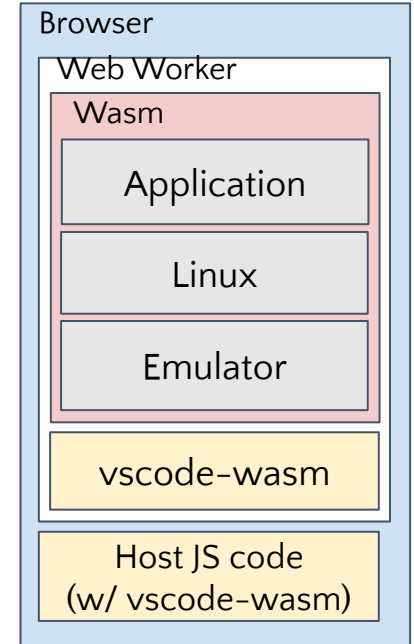 Browser
Web Worker
Wasm
Application
Linux
Emulator
vscode-wasm
Host JS code
(w/ vscode-wasm)